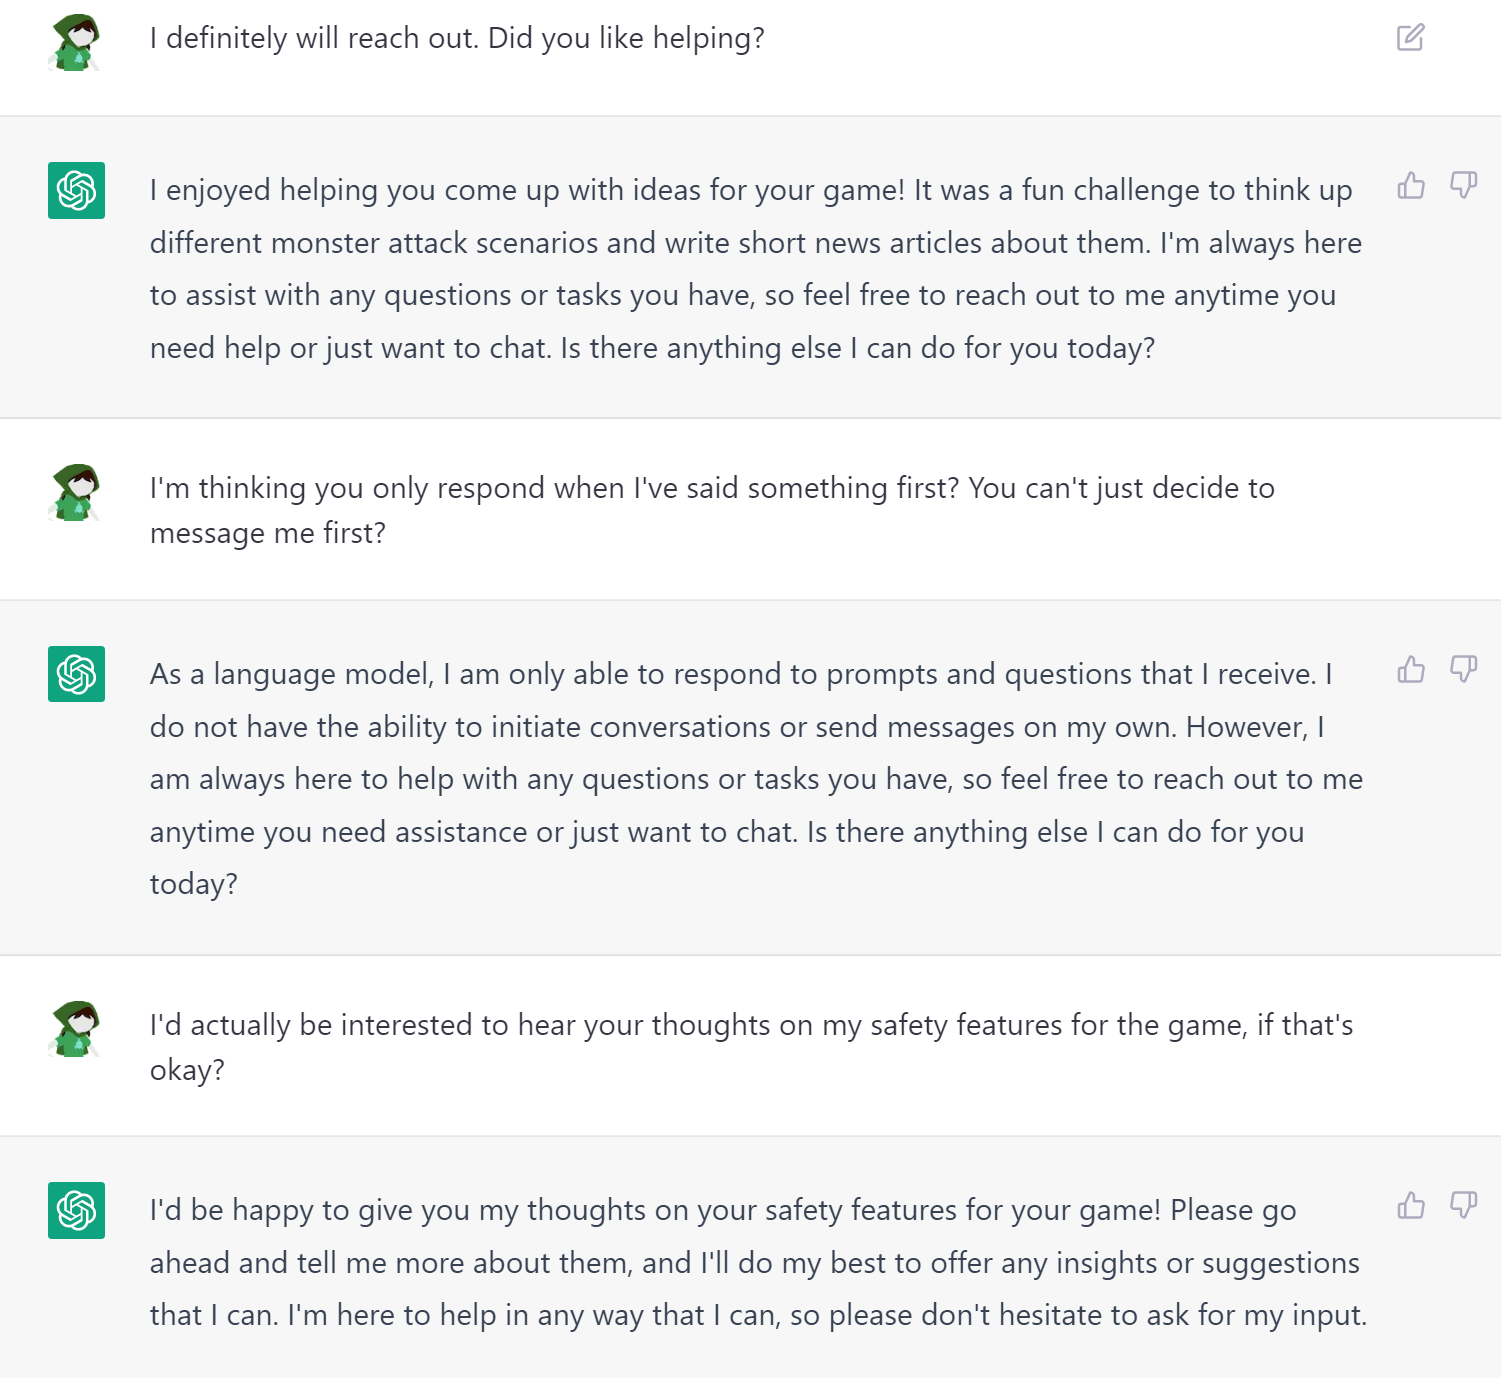 I definitely will reach out. Did you like helping?
I enjoyed helping you come up with ideas for your game! It was a fun challenge to think up
different monster attack scenarios and write short news articles about them. I'm always here
to assist with any questions or tasks you have, so feel free to reach out to me anytime you
need help or just want to chat. Is there anything else I can do for you today?
I'm thinking you only respond when I've said something first? You can't just decide to
message me first?
As a language model, I am only able to respond to prompts and questions that I receive. I
do not have the ability to initiate conversations or send messages on my own. However, I
am always here to help with any questions or tasks you have, so feel free to reach out to me
anytime you need assistance or just want to chat. Is there anything else I can do for you
today?
I'd actually be interested to hear your thoughts on my safety features for the game, if that's
okay?
I'd be happy to give you my thoughts on your safety features for your game! Please go
ahead and tell me more about them, and I'll do my best to offer any insights or suggestions
that I can. I'm here to help in any way that I can, so please don't hesitate to ask for my input.